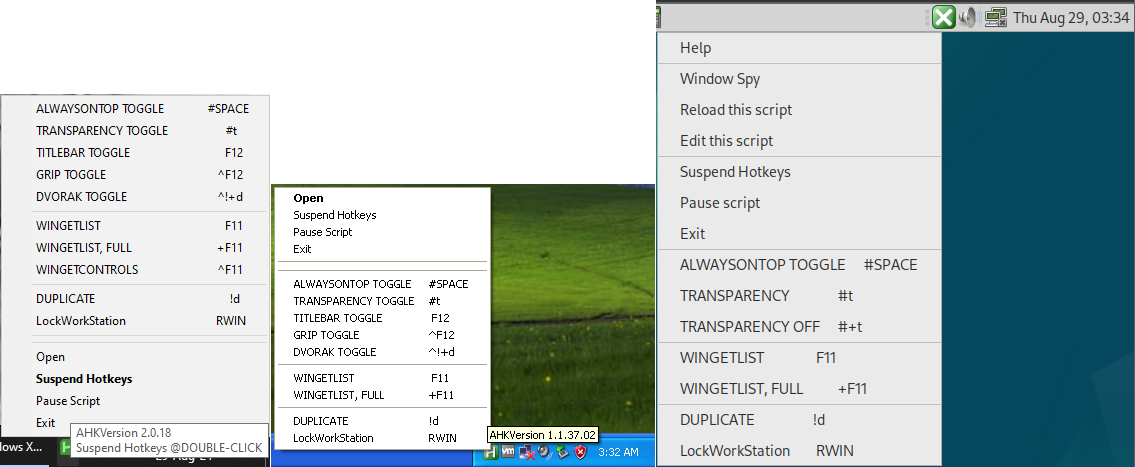 ALWAYSONTOP TOGGLE #SPACE
TRANSPARENCY TOGGLE #t
TITLEBAR TOGGLE F12
GRIP TOGGLE ^F12
DVORAK TOGGLE ^!+d
WINGETLIST F11
WINGETLIST, FULL +F11
WINGETCONTROLS ^F11
DUPLICATE !d
LockWorkStation RWIN
Open
Suspend Hotkeys
Pause Script
Exit
AHKVersion 2.0.18
ndows X...
Suspend Hotkeys @DOUBLE-CLICK
Open
Suspend Hotkeys
Pause Script
Exit
ALWAYSONTOP TOGGLE #SPACE
TRANSPARENCY TOGGLE #t
TITLEBAR TOGGLE F12
GRIP TOGGLE ^F12
DVORAK TOGGLE ^!+d
WINGETLIST F11
WINGETLIST, FULL +F11
DUPLICATE !d
LockWorkStation RWIN
AHKVersion 1.1.37.02
vm
3:32 AM
Thu Aug 29, 03:34
Help
Window Spy
Reload this script
Edit this script
Suspend Hotkeys
Pause script
Exit
ALWAYSONTOP TOGGLE #SPACE
TRANSPARENCY #t
TRANSPARENCY OFF #+t
WINGETLIST F11
WINGETLIST, FULL +F11
DUPLICATE !d
LockWorkStation RWIN